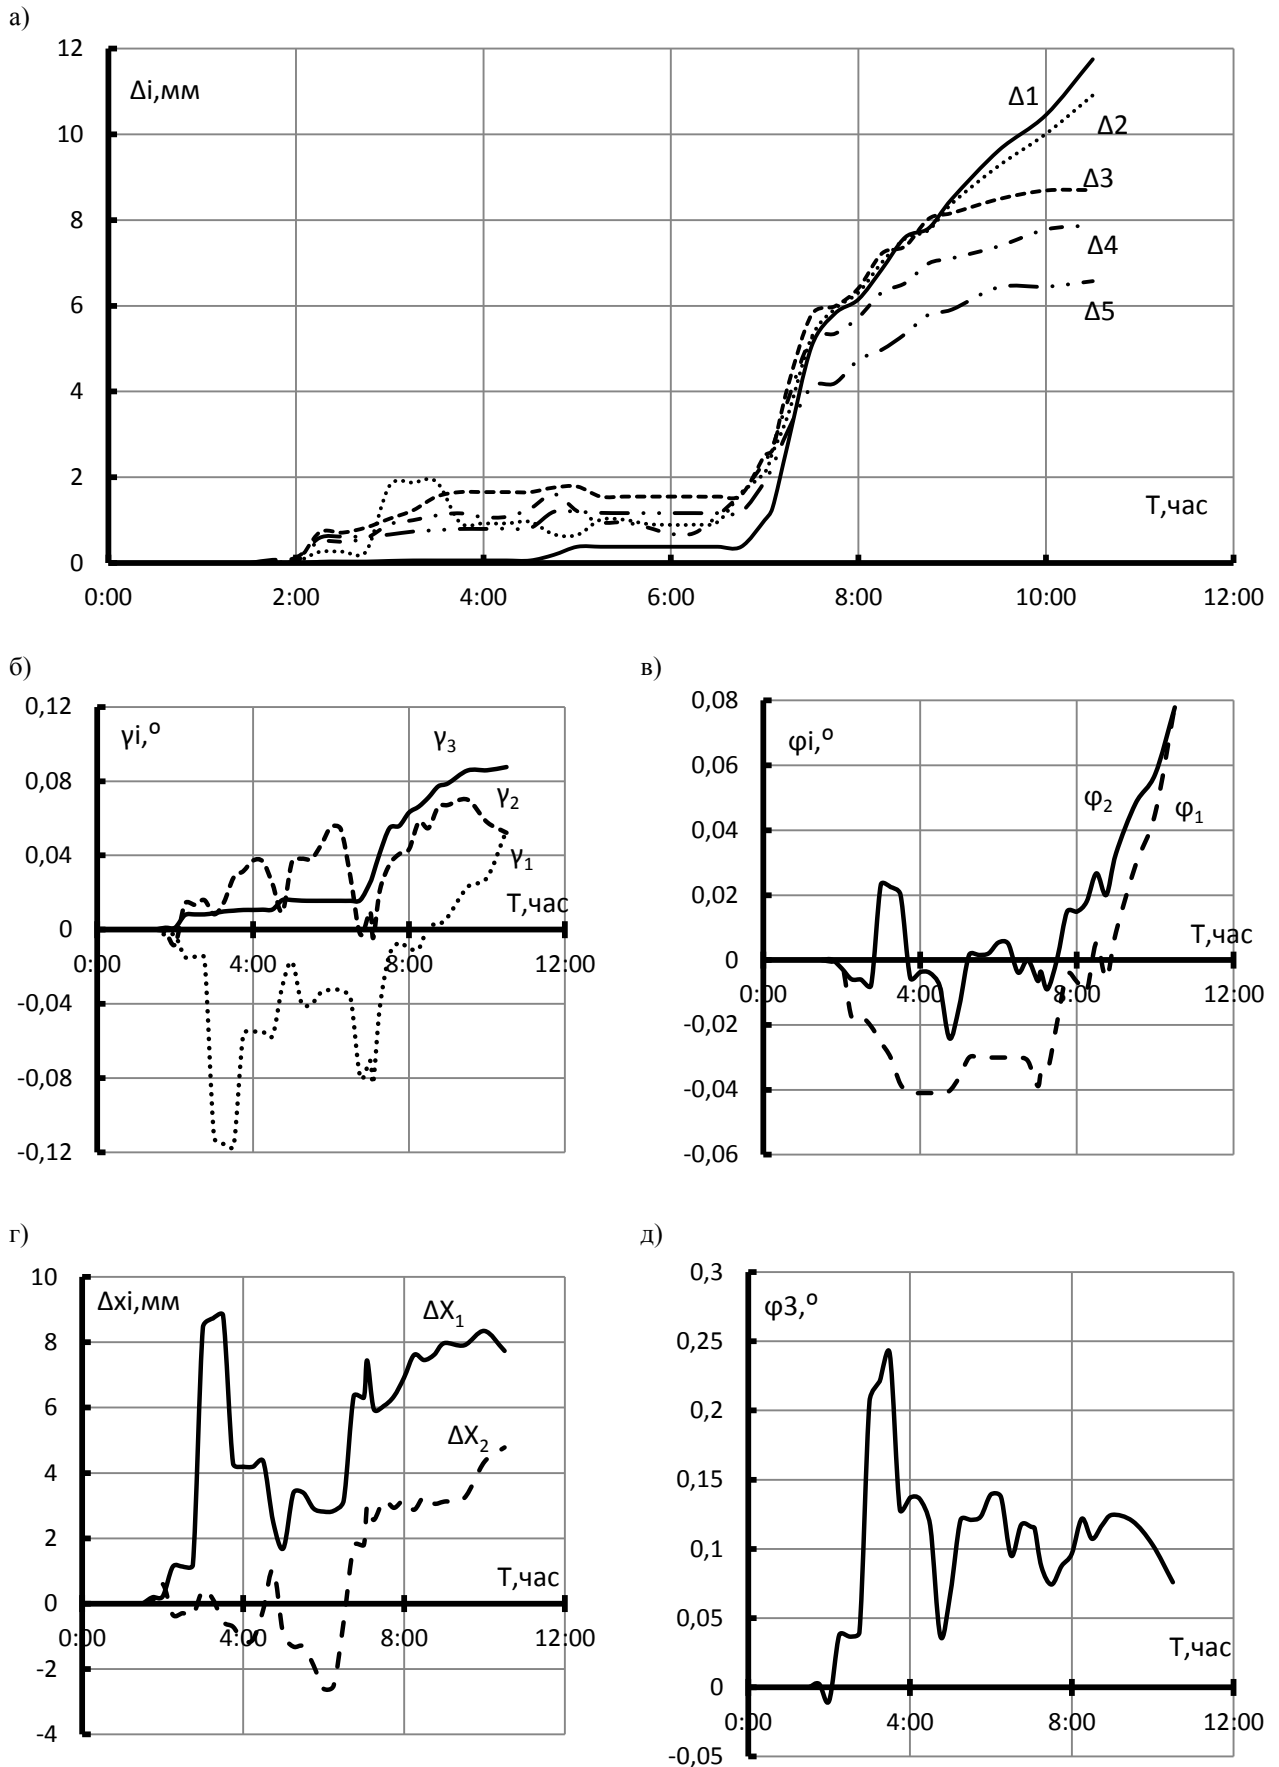 а)
12
10
8
6
4
2
0
Δi,мм
Δ1
Δ2
Δ3
Δ4
Δ5
T,час
0:00 2:00 4:00 6:00 8:00 10:00 12:00
б)
0,12
0,08
0,04
0
-0,04
-0,08
-0,12
γi,º
γ3
γ2
γ1
T,час
0:00 4:00 8:00 12:00
в)
0,08
0,06
0,04
0,02
0
-0,02
-0,04
-0,06
φi,º
φ2
φ1
T,час
0:00 4:00 8:00 12:00
г)
10
8
6
4
2
0
-2
-4
Δxi,мм
ΔX1
ΔX2
T,час
0:00 4:00 8:00 12:00
д)
0,3
0,25
0,2
0,15
0,1
0,05
0
-0,05
φ3,º
T,час
0:00 4:00 8:00 12:00